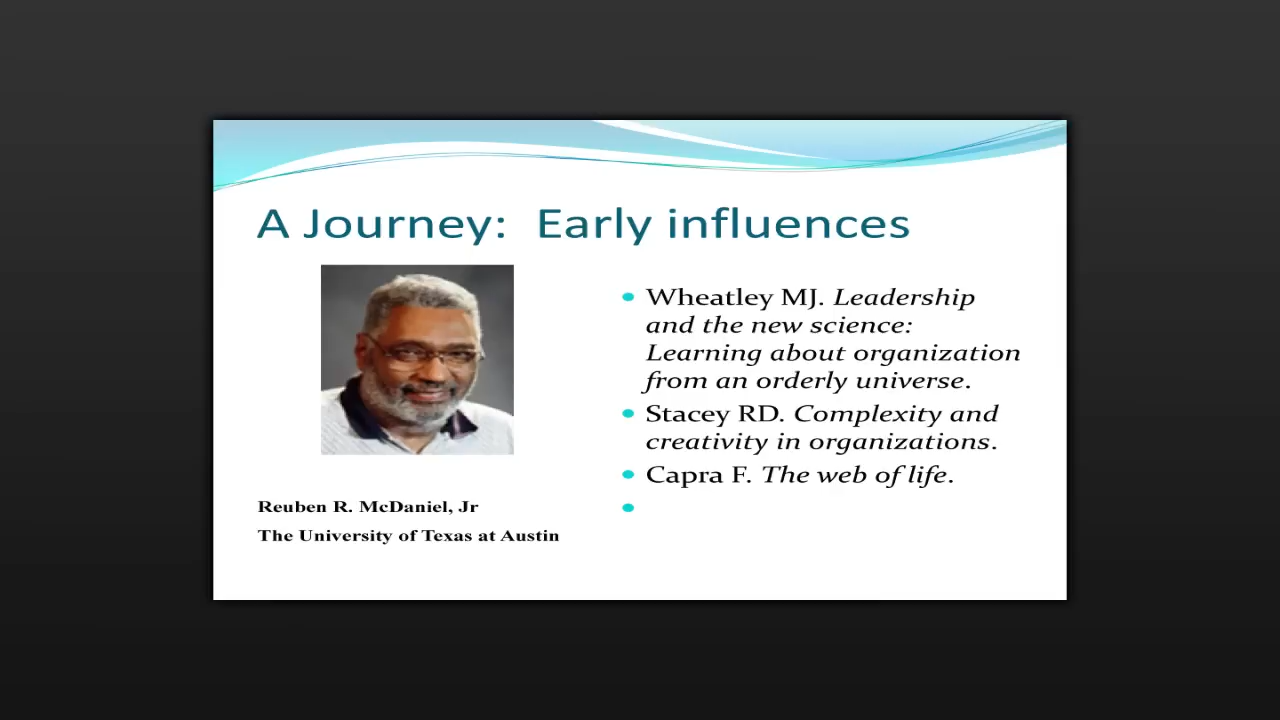 A Journey: Early influences
Wheatley MJ. Leadership
and the new science:
Learning about organization
from an orderly universe.
Stacey RD. Complexity and
creativity in organizations.
Capra F. The web of life.
Reuben R. McDaniel, Jr
The University of Texas at Austin